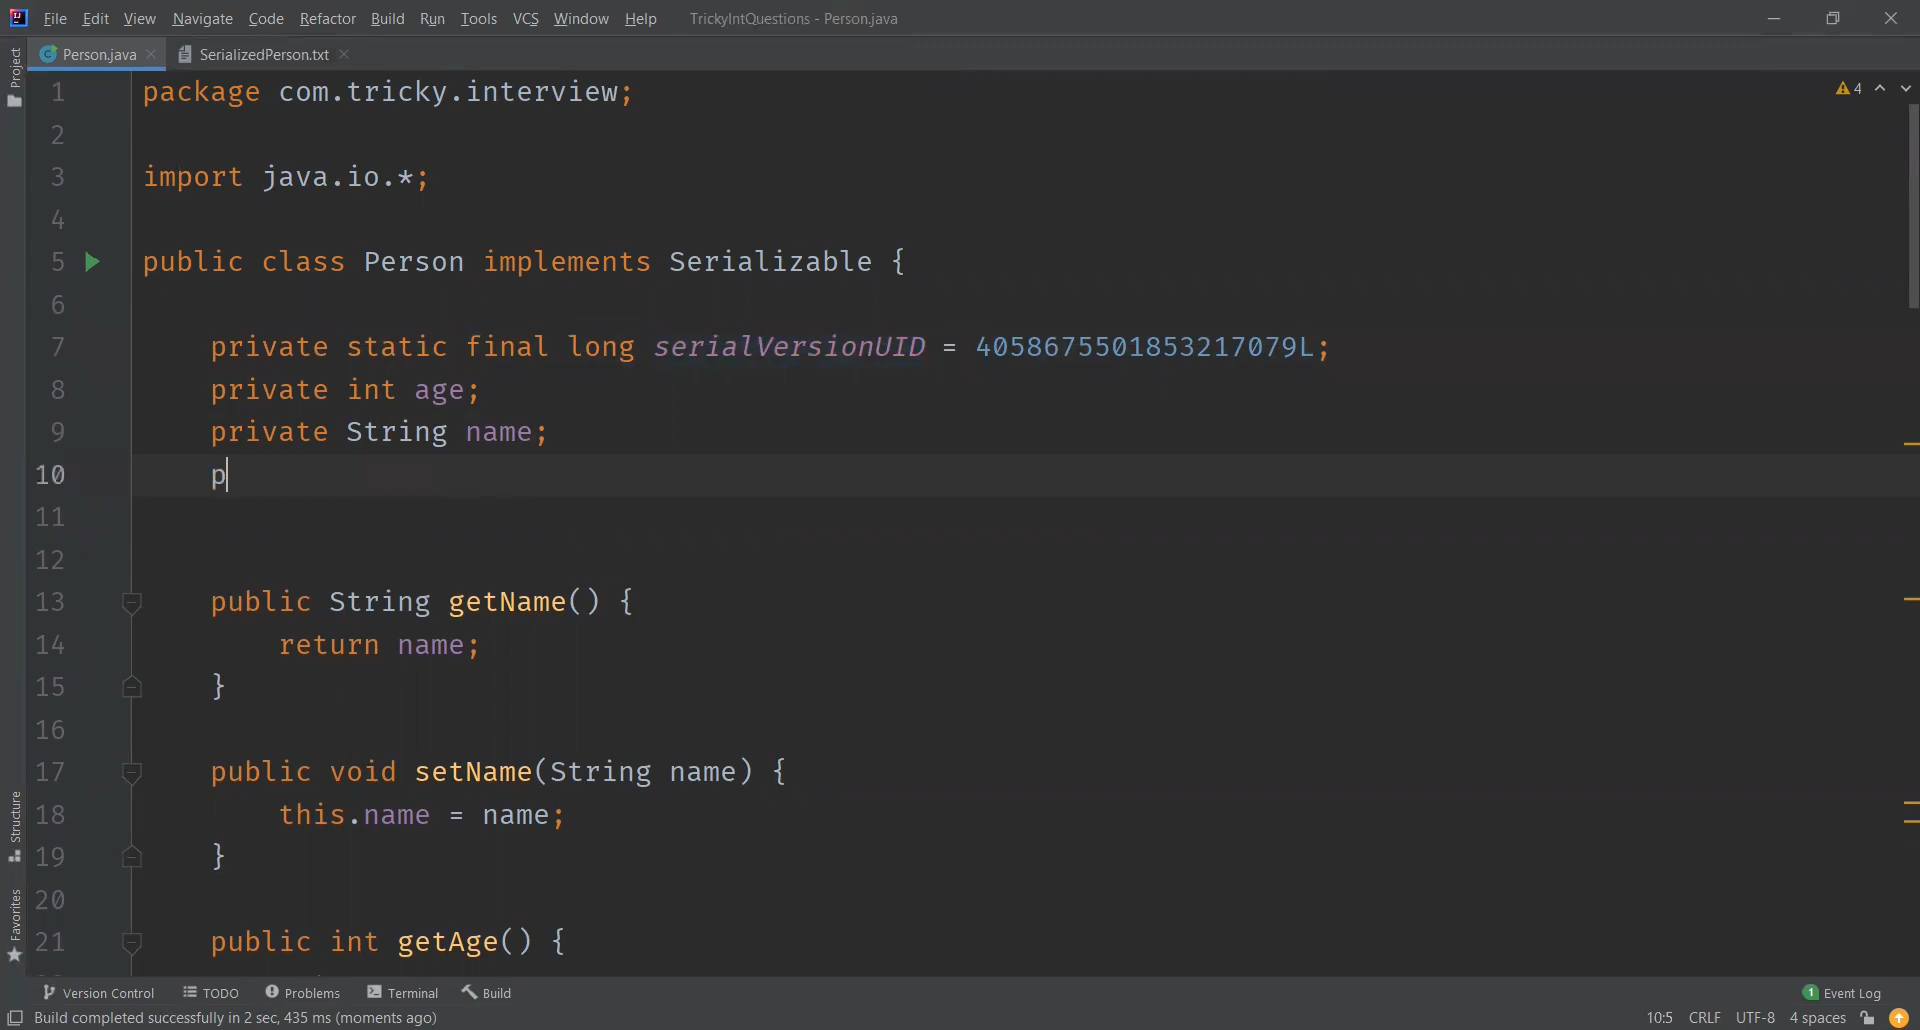 File Edit View Navigate Code Refactor Build Run Tools VCS Window Help TrickyIntQuestions - Person.java
Project
Person.java SerializedPerson.txt
4
1 package com.tricky.interview;
2
3 import java.io.*;
4
5 public class Person implements Serializable {
6
7 private static final long serialVersionUID = 4058675501853217079L;
8 private int age;
9 private String name;
10 p
11
12
13 public String getName() {
14 return name;
15 }
16
17 public void setName(String name) {
18 this.name = name;
19 }
20
21 public int getAge() {
Structure
Favorites
Version Control TODO Problems Terminal Build 1 Event Log
Build completed successfully in 2 sec, 435 ms (moments ago) 10:5 CRLF UTF-8 4 spaces